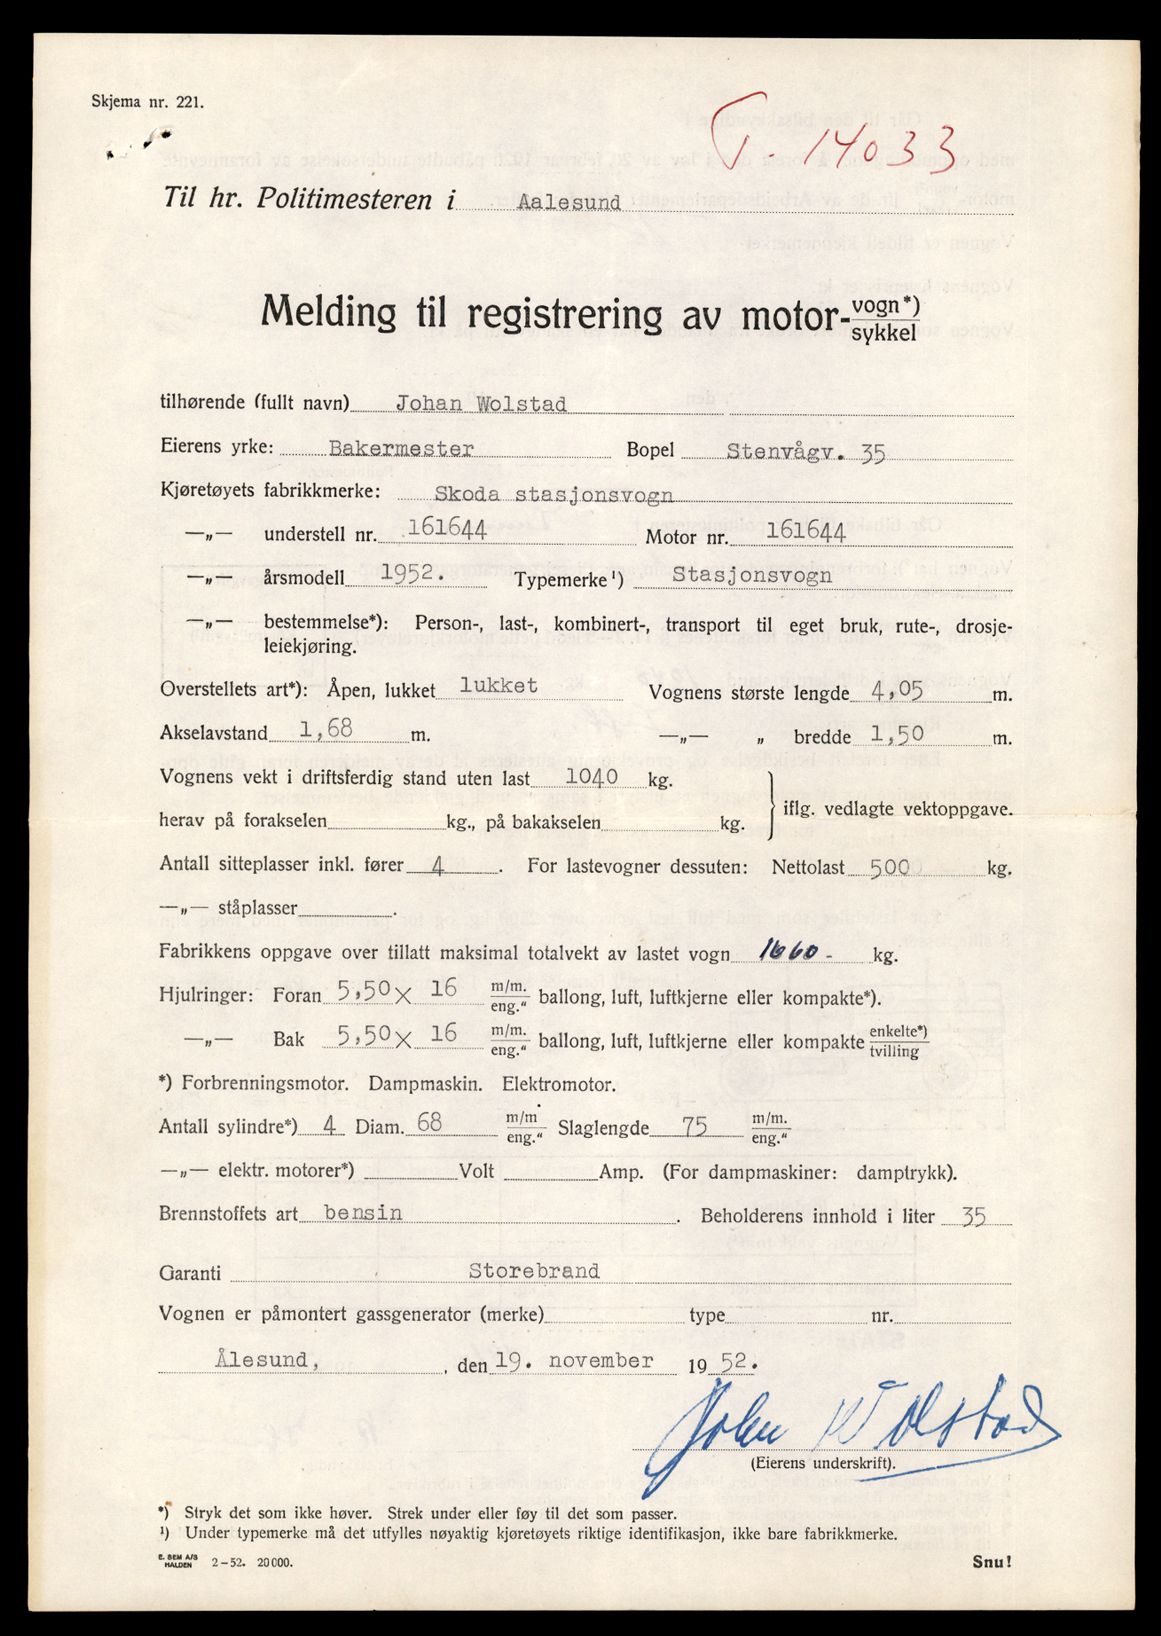 Skjema nr. 221.
T - 14033
Til hr. Politimesteren i Aalesund
Melding til registrering av motor- vogn*) sykkel
tilhørende (fullt navn) Johan Wolstad
Eierens yrke: Bakermester Bopel Stenvågv. 35
Kjøretøyets fabrikkmerke: Skoda stasjonsvogn
—„— understell nr. 161644 Motor nr. 161644
—„— årsmodell 1952. Typemerke¹) Stasjonsvogn
—„— bestemmelse*): Person-, last-, kombinert-, transport til eget bruk, rute-, drosje-
leiekjøring.
Overstellets art*): Åpen, lukket lukket Vognens største lengde 4,05 m.
Akselavstand 1,68 m. —„— „ bredde 1,50 m.
Vognens vekt i driftsferdig stand uten last 1040 kg.
iflg. vedlagte vektoppgave.
herav på forakselen kg., på bakakselen kg.
Antall sitteplasser inkl. fører 4 . For lastevogner dessuten: Nettolast 500 kg.
—„— ståplasser .
Fabrikkens oppgave over tillatt maksimal totalvekt av lastet vogn 1660 - kg.
Hjulringer: Foran 5,50 x 16 m/m. eng.“ ballong, luft, luftkjerne eller kompakte*).
—„— Bak 5,50 x 16 m/m. eng.“ ballong, luft, luftkjerne eller kompakte enkelte*) tvilling
*) Forbrenningsmotor. Dampmaskin. Elektromotor.
Antall sylindre*) 4 Diam. 68 m/m eng.“ Slaglengde 75 m/m. eng.“
—„— elektr. motorer*) Volt Amp. (For dampmaskiner: damptrykk).
Brennstoffets art bensin . Beholderens innhold i liter 35
Garanti Storebrand
Vognen er påmontert gassgenerator (merke) type nr.
Ålesund, , den 19. november 1952.
John Wolstad
(Eierens underskrift).
*) Stryk det som ikke høver. Strek under eller føy til det som passer.
¹) Under typemerke må det utfylles nøyaktig kjøretøyets riktige identifikasjon, ikke bare fabrikkmerke.
E. SEM A/S HALDEN 2–52. 20000. Snu!